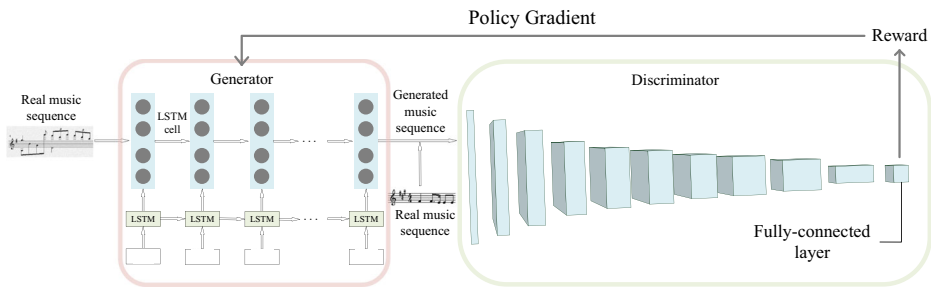 Policy Gradient
Reward
Generator
Discriminator
Real music
sequence
LSTM
cell
. . .
Generated
music
sequence
Real music
sequence
LSTM
LSTM
LSTM
. . .
LSTM
Fully-connected
layer